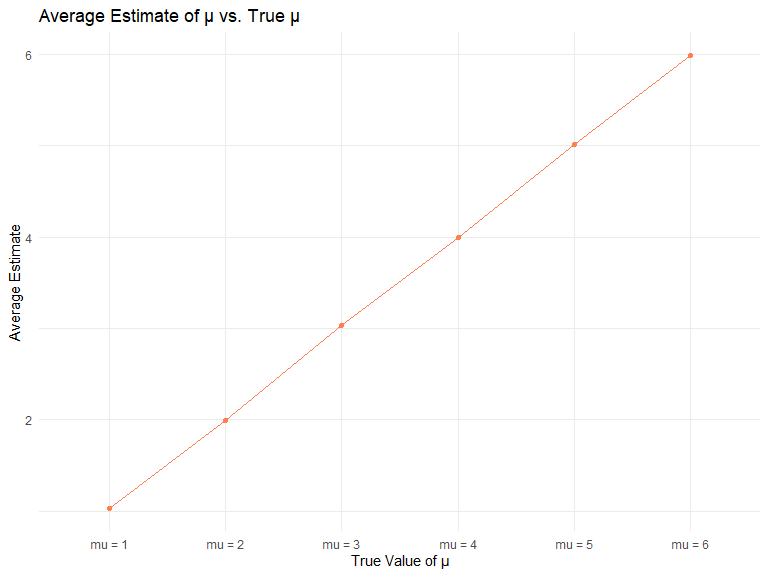 Average Estimate of μ vs. True μ
6
4
2
Average Estimate
mu = 1 mu = 2 mu = 3 mu = 4 mu = 5 mu = 6
True Value of μ